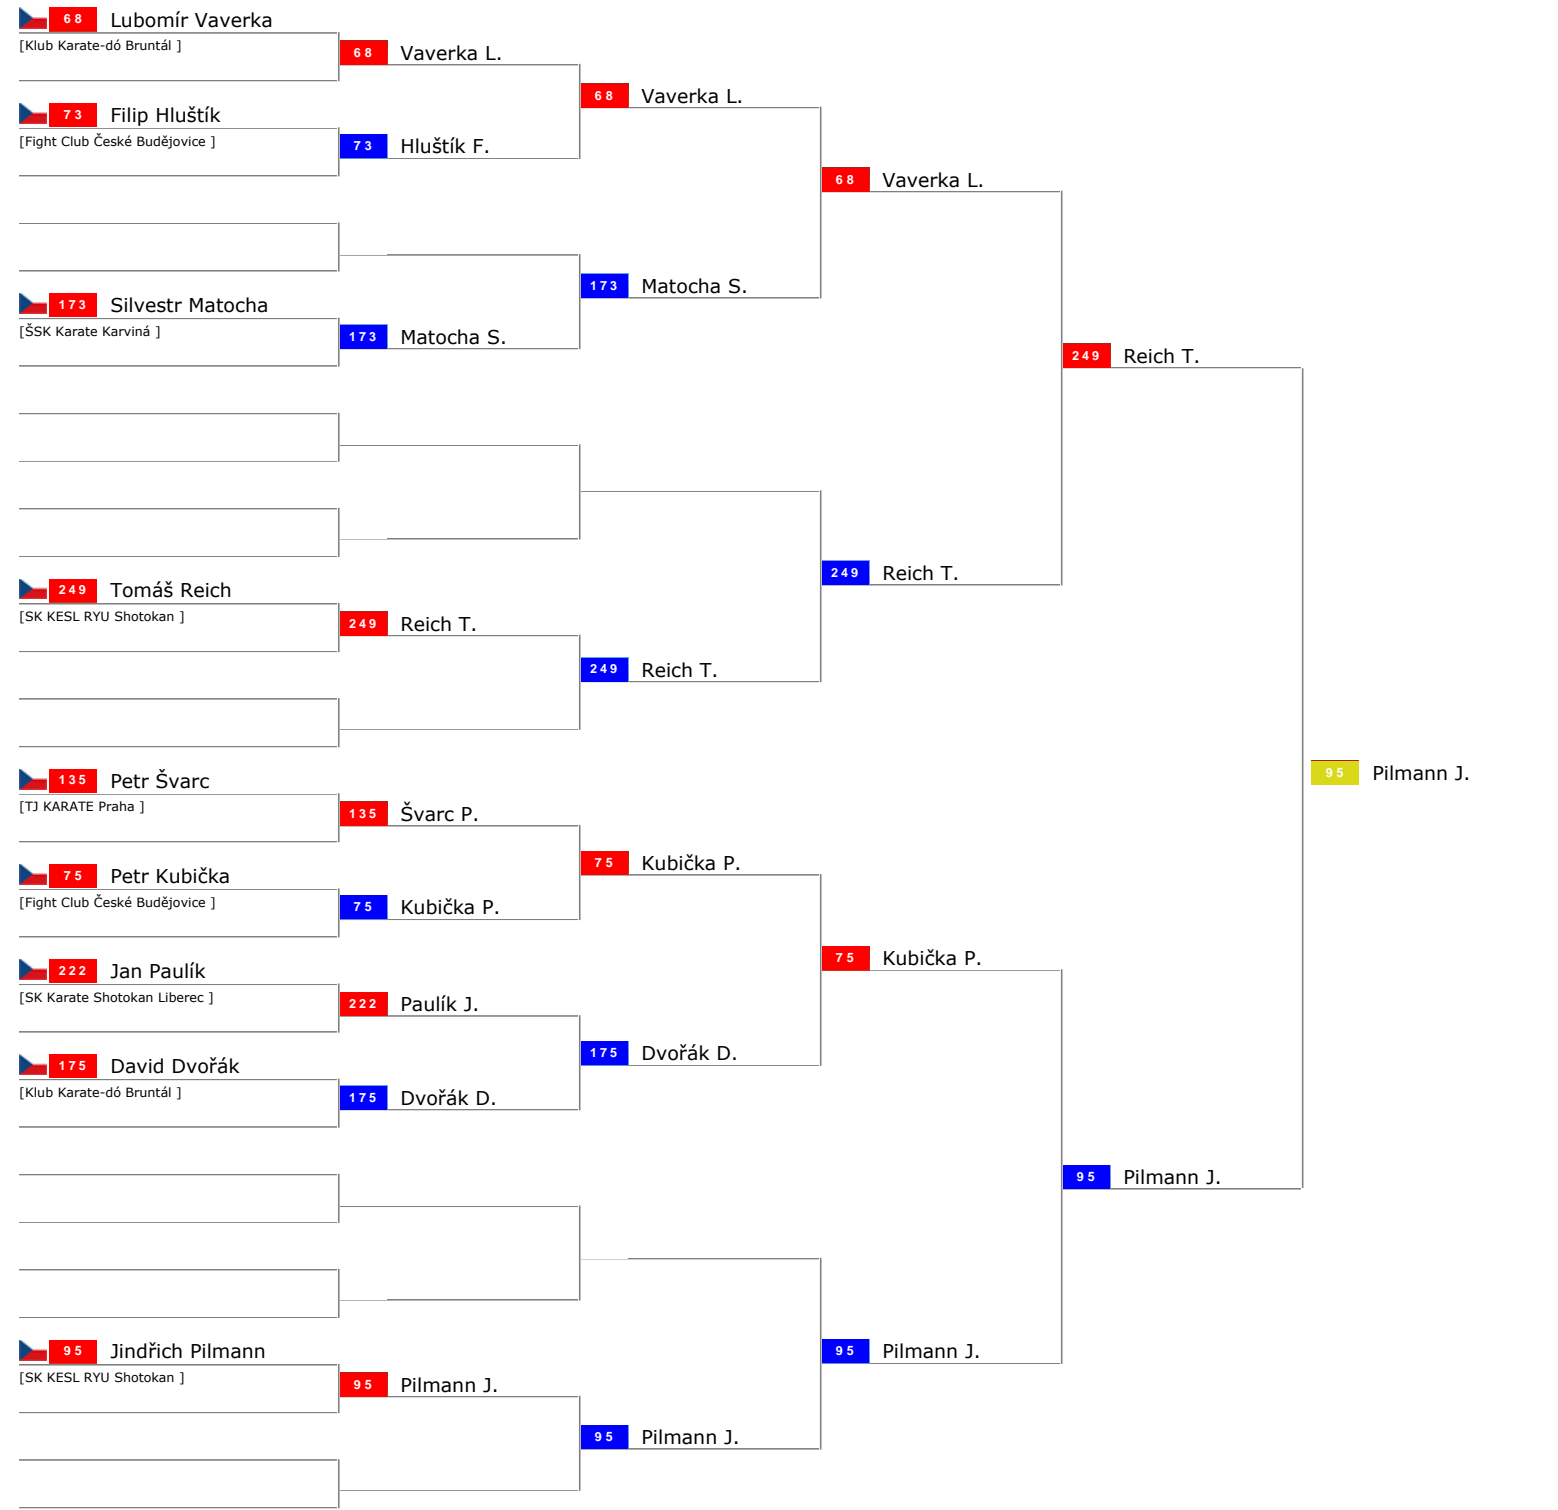 68 Lubomír Vaverka
[Klub Karate-dó Bruntál ]
68 Vaverka L.
68 Vaverka L.
73 Filip Hluštík
[Fight Club České Budějovice ]
73 Hluštík F.
68 Vaverka L.
173 Matocha S.
173 Silvestr Matocha
[ŠSK Karate Karviná ]
173 Matocha S.
249 Reich T.
249 Reich T.
249 Tomáš Reich
[SK KESL RYU Shotokan ]
249 Reich T.
249 Reich T.
135 Petr Švarc
[TJ KARATE Praha ]
95 Pilmann J.
135 Švarc P.
75 Kubička P.
75 Petr Kubička
[Fight Club České Budějovice ]
75 Kubička P.
75 Kubička P.
222 Jan Paulík
[SK Karate Shotokan Liberec ]
222 Paulík J.
175 Dvořák D.
175 David Dvořák
[Klub Karate-dó Bruntál ]
175 Dvořák D.
95 Pilmann J.
95 Jindřich Pilmann
95 Pilmann J.
[SK KESL RYU Shotokan ]
95 Pilmann J.
95 Pilmann J.